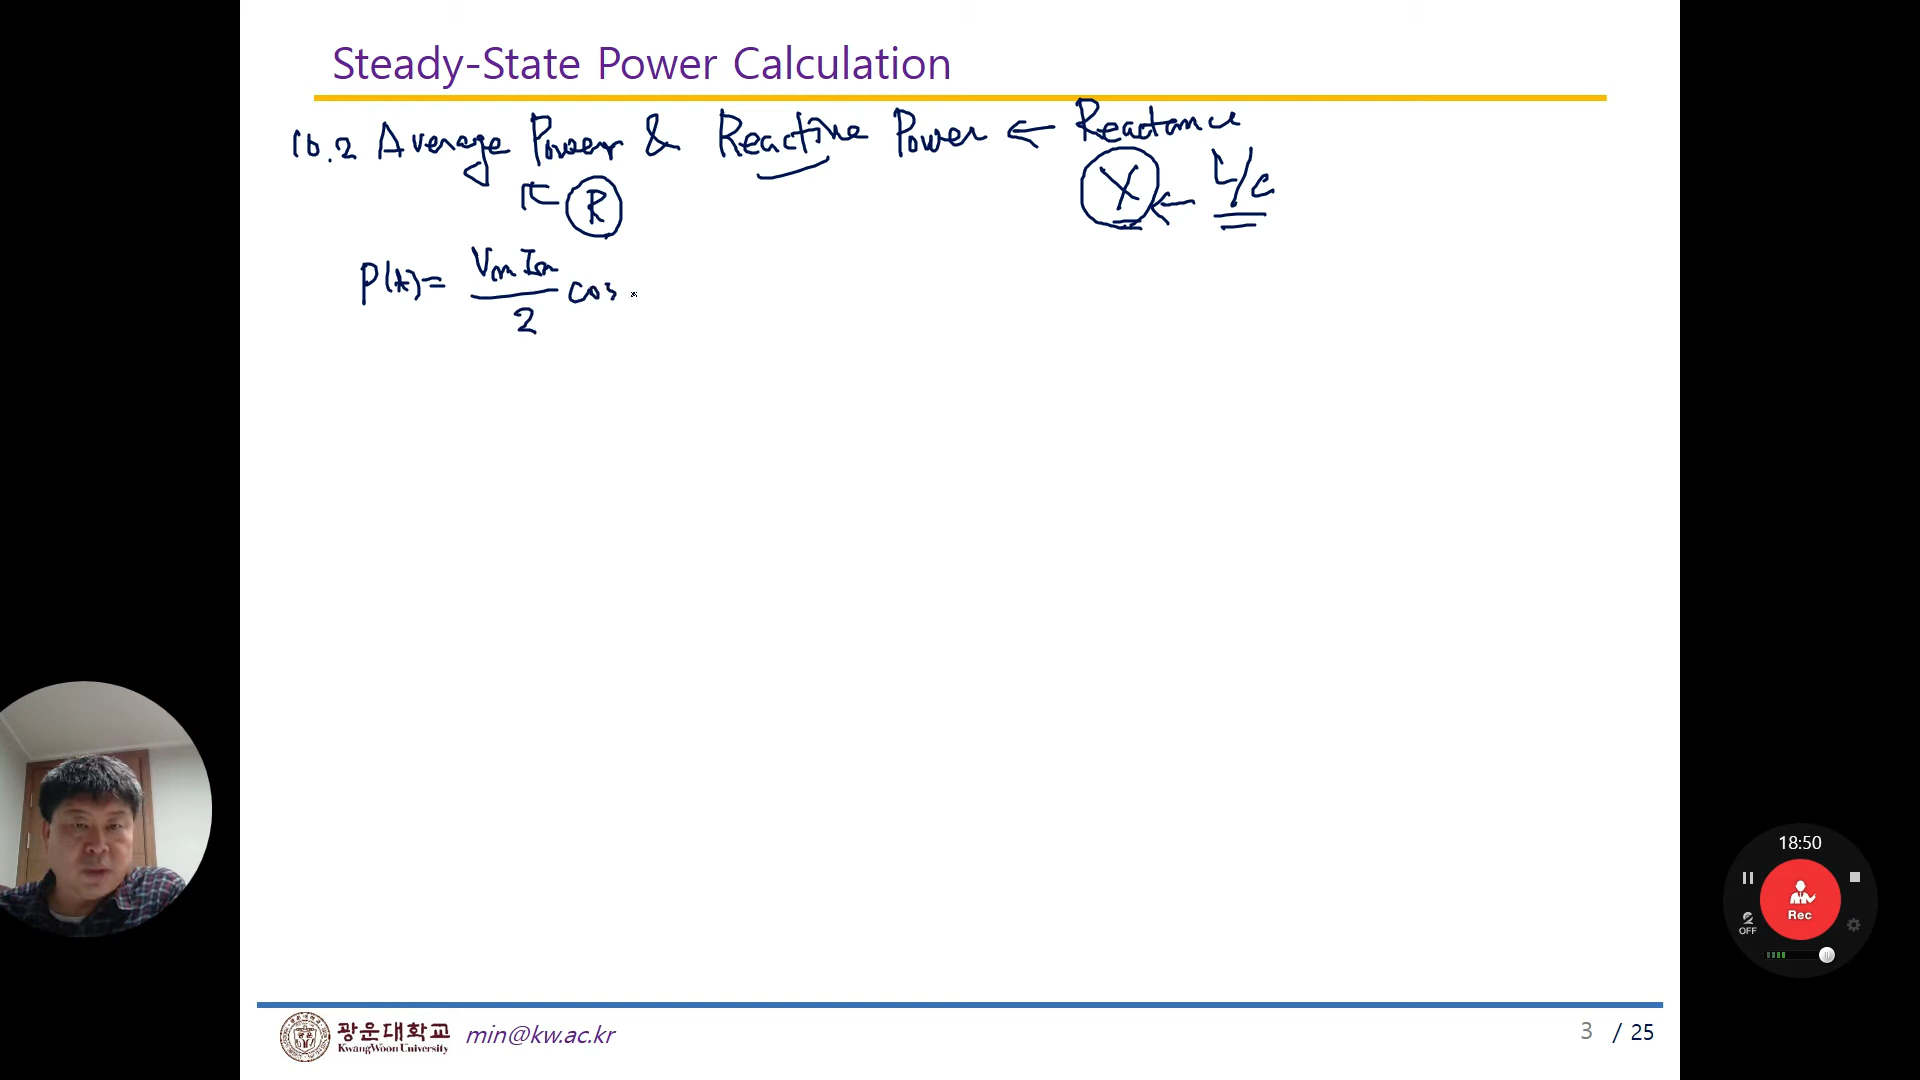 Steady-State Power Calculation
10.2 Average Power & Reactive Power ← Reactance
← R
X ← L/C
P(t) = VmIm/2 cos
18:50
Rec
OFF
광운대학교
KwangWoon University
min@kw.ac.kr
3 / 25